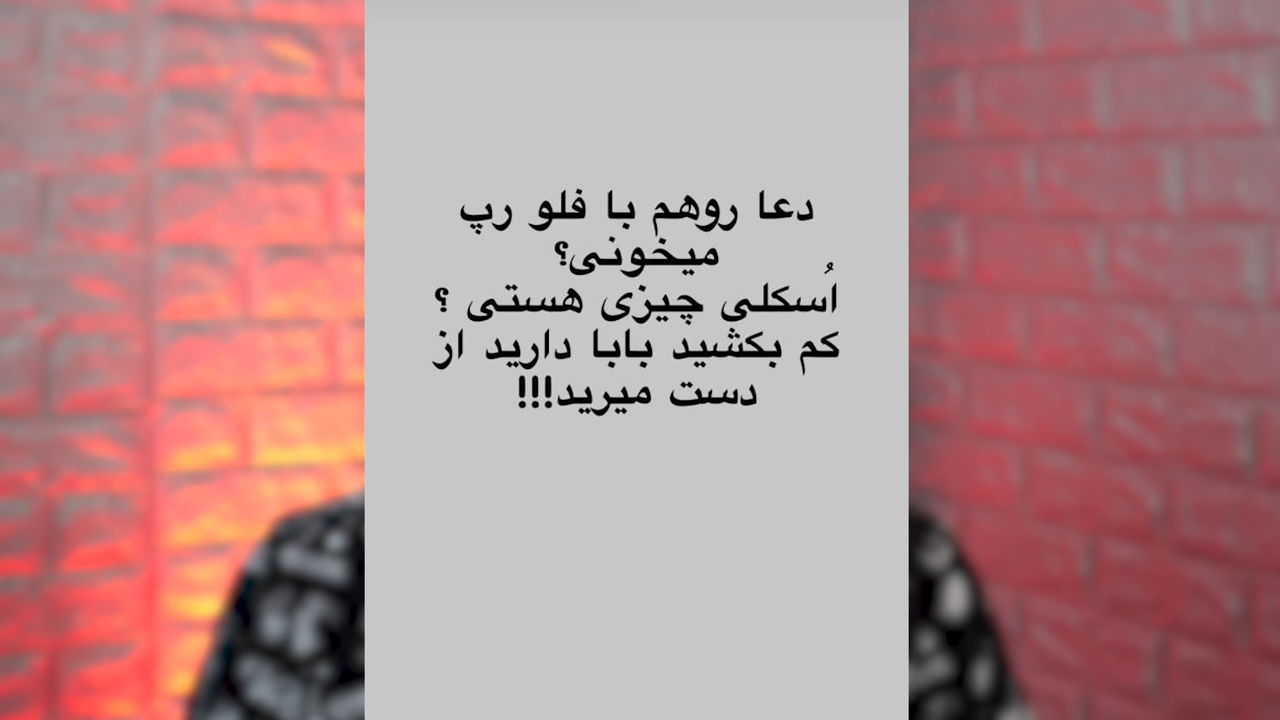 دعا روهم با فلو رپ
میخونی؟
اُسکلی چیزی هستی ؟
کم بکشید بابا دارید از
دست میرید!!!